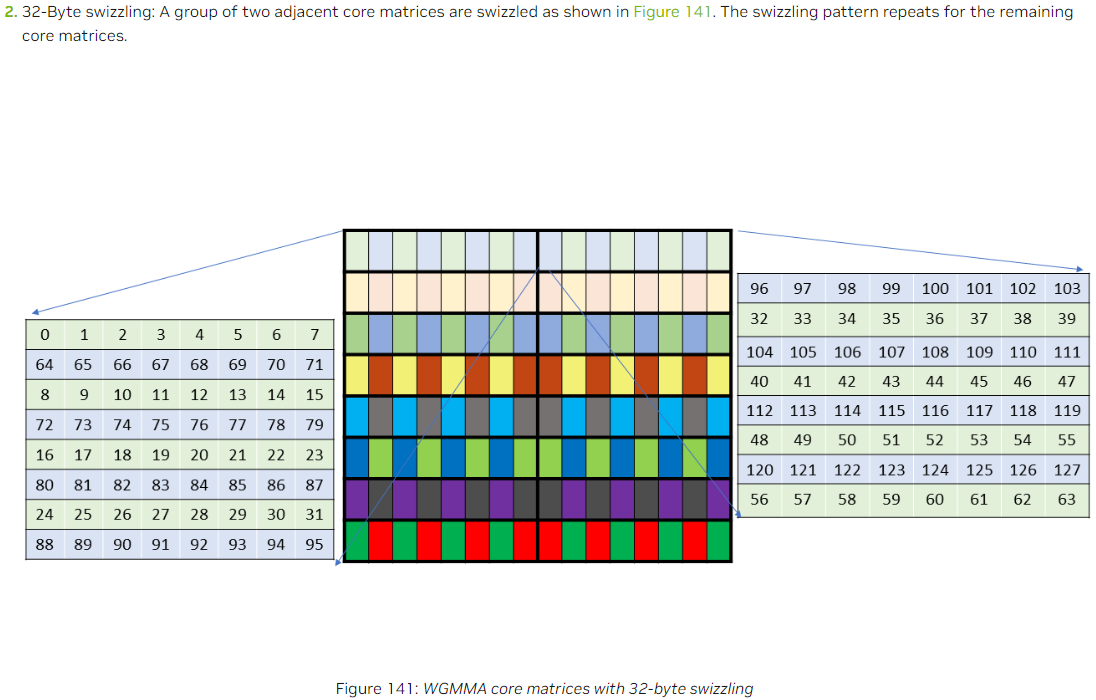 2. 32-Byte swizzling: A group of two adjacent core matrices are swizzled as shown in Figure 141. The swizzling pattern repeats for the remaining
core matrices.
0 1 2 3 4 5 6 7
64 65 66 67 68 69 70 71
8 9 10 11 12 13 14 15
72 73 74 75 76 77 78 79
16 17 18 19 20 21 22 23
80 81 82 83 84 85 86 87
24 25 26 27 28 29 30 31
88 89 90 91 92 93 94 95
96 97 98 99 100 101 102 103
32 33 34 35 36 37 38 39
104 105 106 107 108 109 110 111
40 41 42 43 44 45 46 47
112 113 114 115 116 117 118 119
48 49 50 51 52 53 54 55
120 121 122 123 124 125 126 127
56 57 58 59 60 61 62 63
Figure 141: WGMMA core matrices with 32-byte swizzling